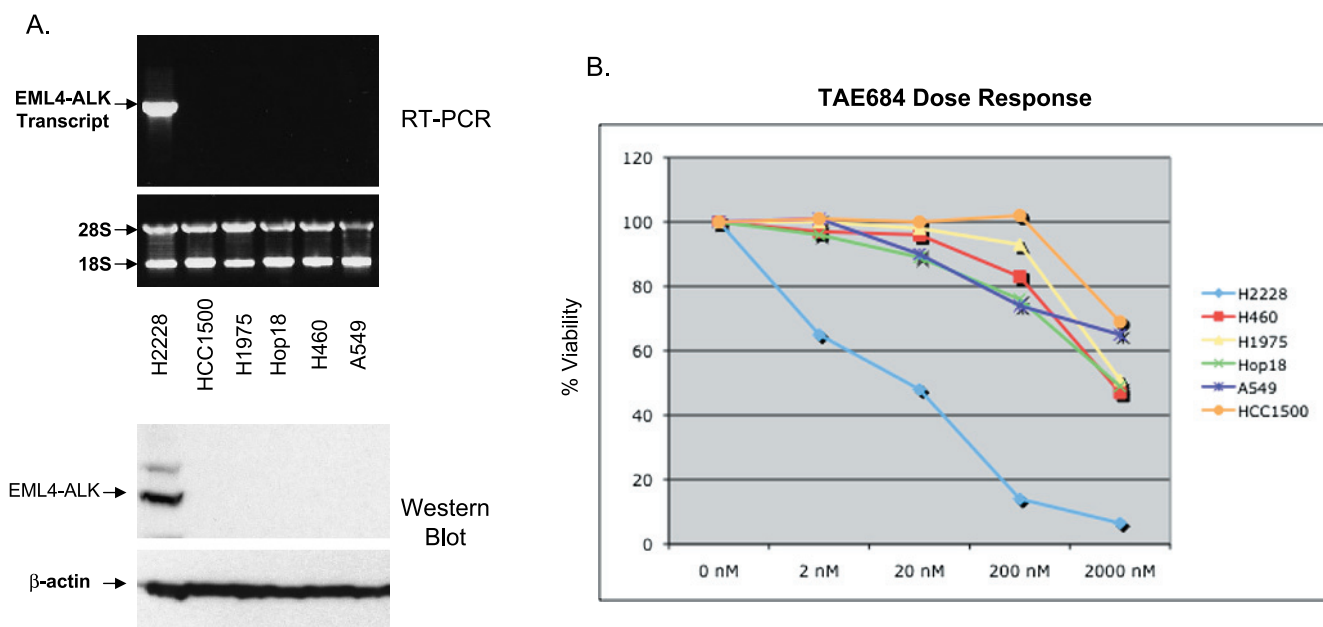 A.
EML4-ALK
Transcript
RT-PCR
28S
18S
H2228
HCC1500
H1975
Hop18
H460
A549
EML4-ALK
Western
Blot
β-actin
B.
TAE684 Dose Response
% Viability
120
100
80
60
40
20
0
0 nM
2 nM
20 nM
200 nM
2000 nM
H2228
H460
H1975
Hop18
A549
HCC1500